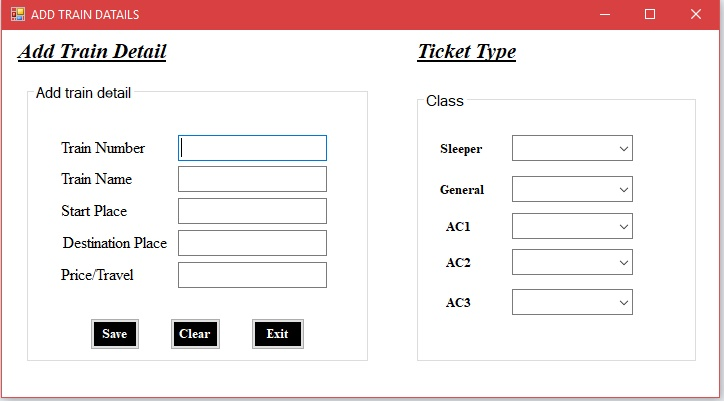 ADD TRAIN DATAILS
Add Train Detail
Add train detail
Train Number
Train Name
Start Place
Destination Place
Price/Travel
Save Clear Exit
Ticket Type
Class
Sleeper
General
AC1
AC2
AC3